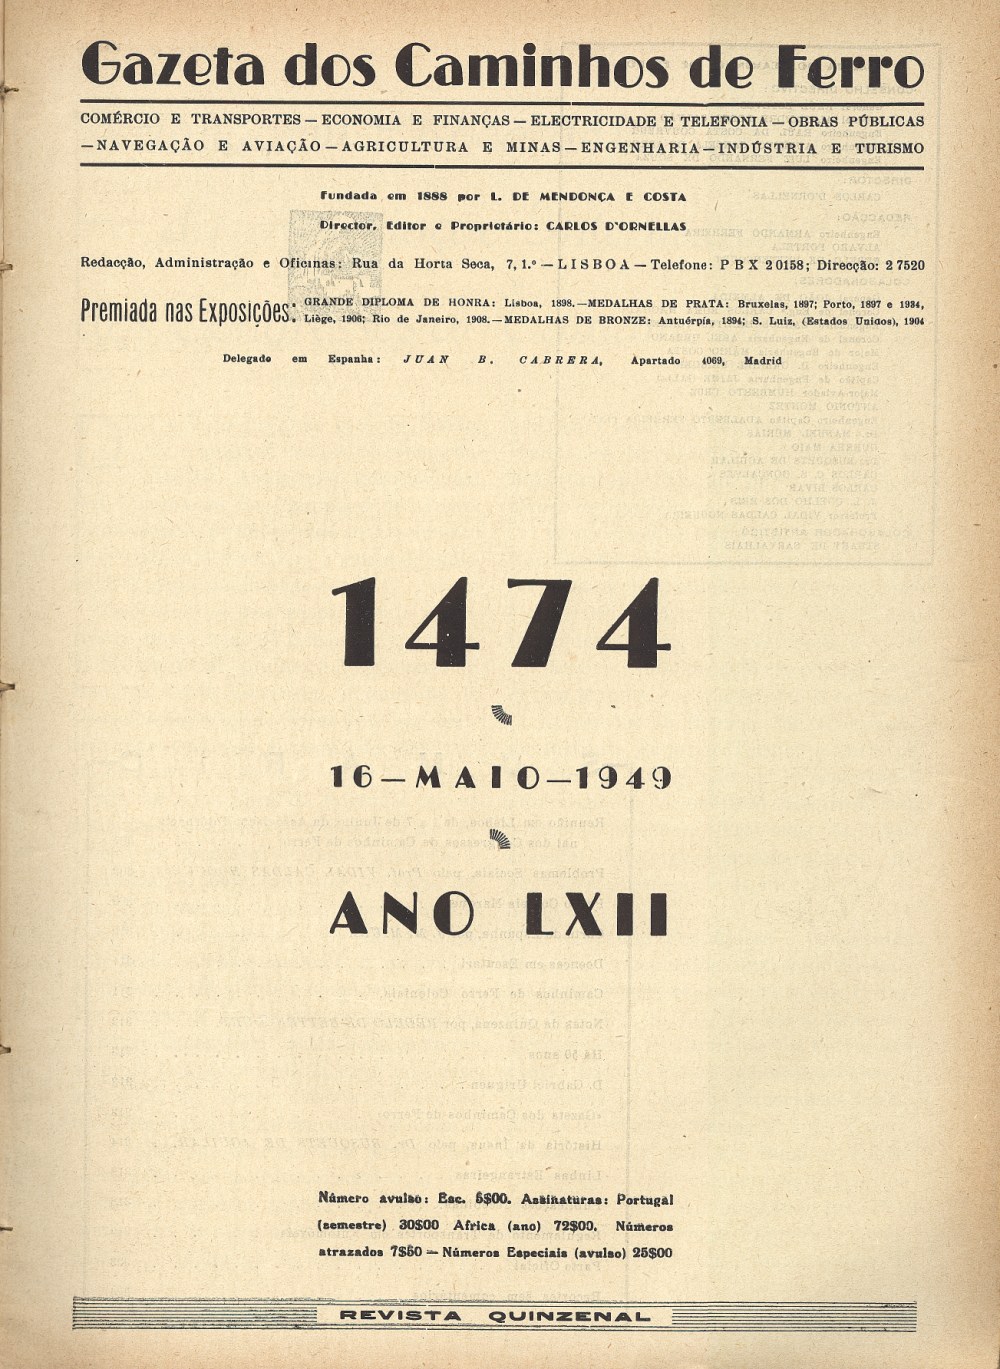 Gazeta dos Caminhos de Ferro
COMÉRCIO E TRANSPORTES — ECONOMIA E FINANÇAS — ELECTRICIDADE E TELEFONIA — OBRAS PÚBLICAS
— NAVEGAÇÃO E AVIAÇÃO — AGRICULTURA E MINAS — ENGENHARIA — INDÚSTRIA E TURISMO
Fundada em 1888 por L. DE MENDONÇA E COSTA
Director, Editor e Proprietário: CARLOS D'ORNELLAS
Redacção, Administração e Oficinas: Rua da Horta Seca, 7, 1.º — LISBOA — Telefone: PBX 20158; Direcção: 27520
Premiada nas Exposições: GRANDE DIPLOMA DE HONRA: Lisboa, 1898. — MEDALHAS DE PRATA: Bruxelas, 1897; Porto, 1897 e 1934,
Liège, 1906; Rio de Janeiro, 1908. — MEDALHAS DE BRONZE: Antuérpia, 1894; S. Luiz, (Estados Unidos), 1904
Delegado em Espanha: JUAN B. CABRERA, Apartado 4069, Madrid
1474
16 — MAIO — 1949
ANO LXII
Número avulso: Esc. 5$00. Assinaturas: Portugal
(semestre) 30$00 Africa (ano) 72$00. Números
atrazados 7$50 — Números Especiais (avulso) 25$00
REVISTA QUINZENAL